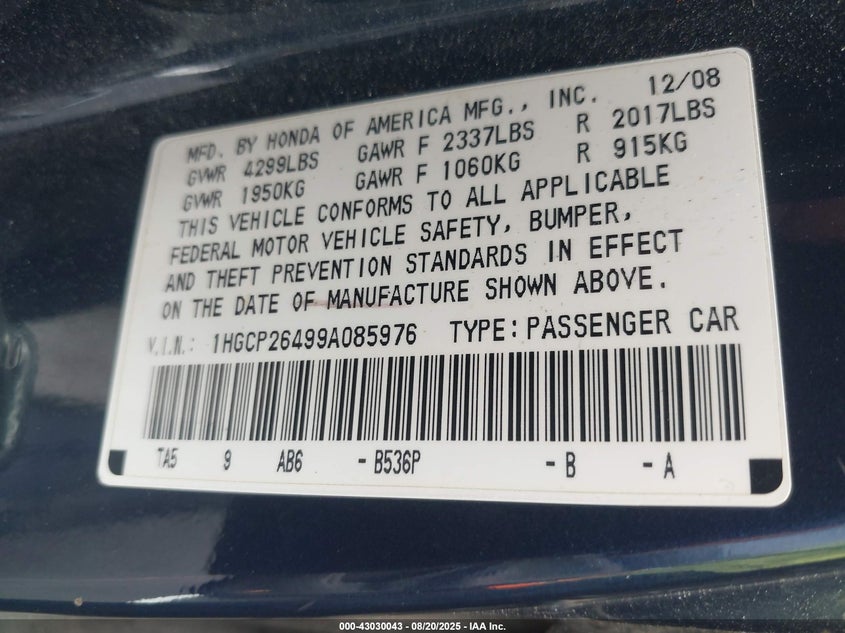 12/08
MFD. BY HONDA OF AMERICA MFG., INC.
GVWR 4299LBS GAWR F 2337LBS R 2017LBS
GVWR 1950KG GAWR F 1060KG R 915KG
THIS VEHICLE CONFORMS TO ALL APPLICABLE
FEDERAL MOTOR VEHICLE SAFETY, BUMPER,
AND THEFT PREVENTION STANDARDS IN EFFECT
ON THE DATE OF MANUFACTURE SHOWN ABOVE.
V.I.N.: 1HGCP26499A085976 TYPE: PASSENGER CAR
TA5 9 AB6 -B536P -B -A
000-43030043 - 08/20/2025 - IAA Inc.